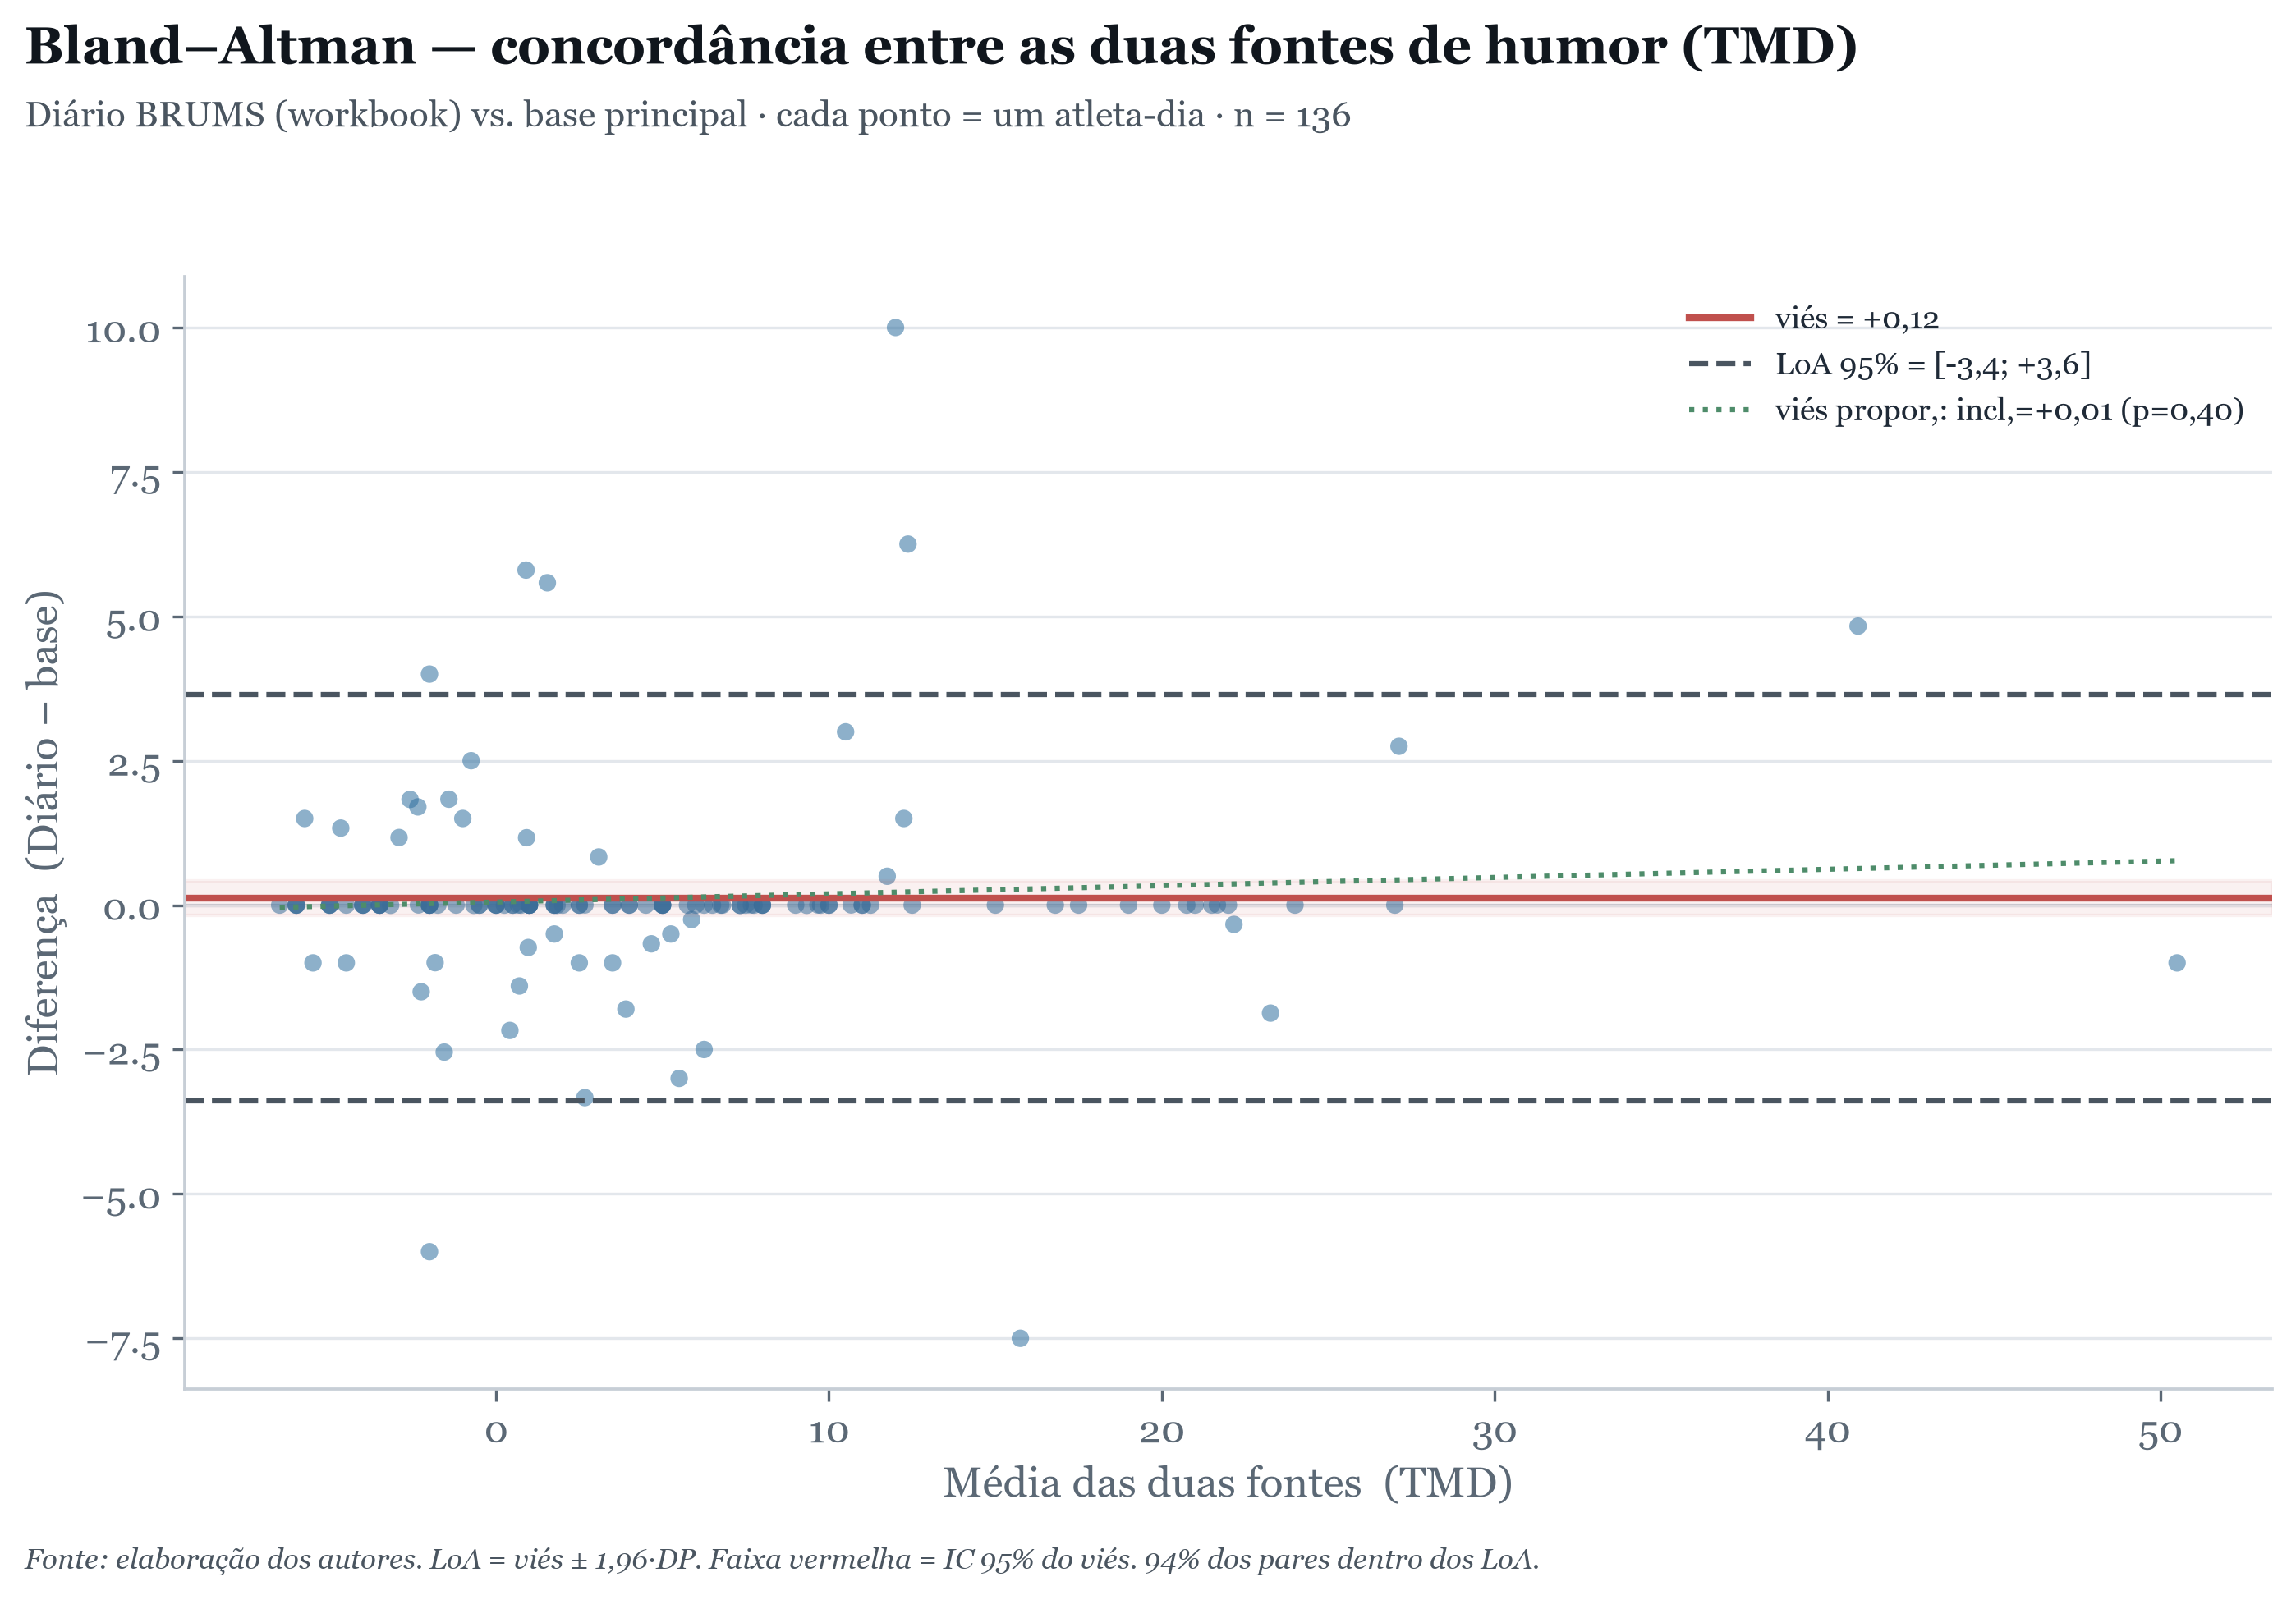 Bland—Altman — concordância entre as duas fontes de humor (TMD)
Diário BRUMS (workbook) vs. base principal · cada ponto = um atleta-dia · n = 136
viés = +0,12
LoA 95% = [-3,4; +3,6]
viés propor,: incl,=+0,01 (p=0,40)
Diferença (Diário − base)
10.0
7.5
5.0
2.5
0.0
−2.5
−5.0
−7.5
0 10 20 30 40 50
Média das duas fontes (TMD)
Fonte: elaboração dos autores. LoA = viés ± 1,96·DP. Faixa vermelha = IC 95% do viés. 94% dos pares dentro dos LoA.